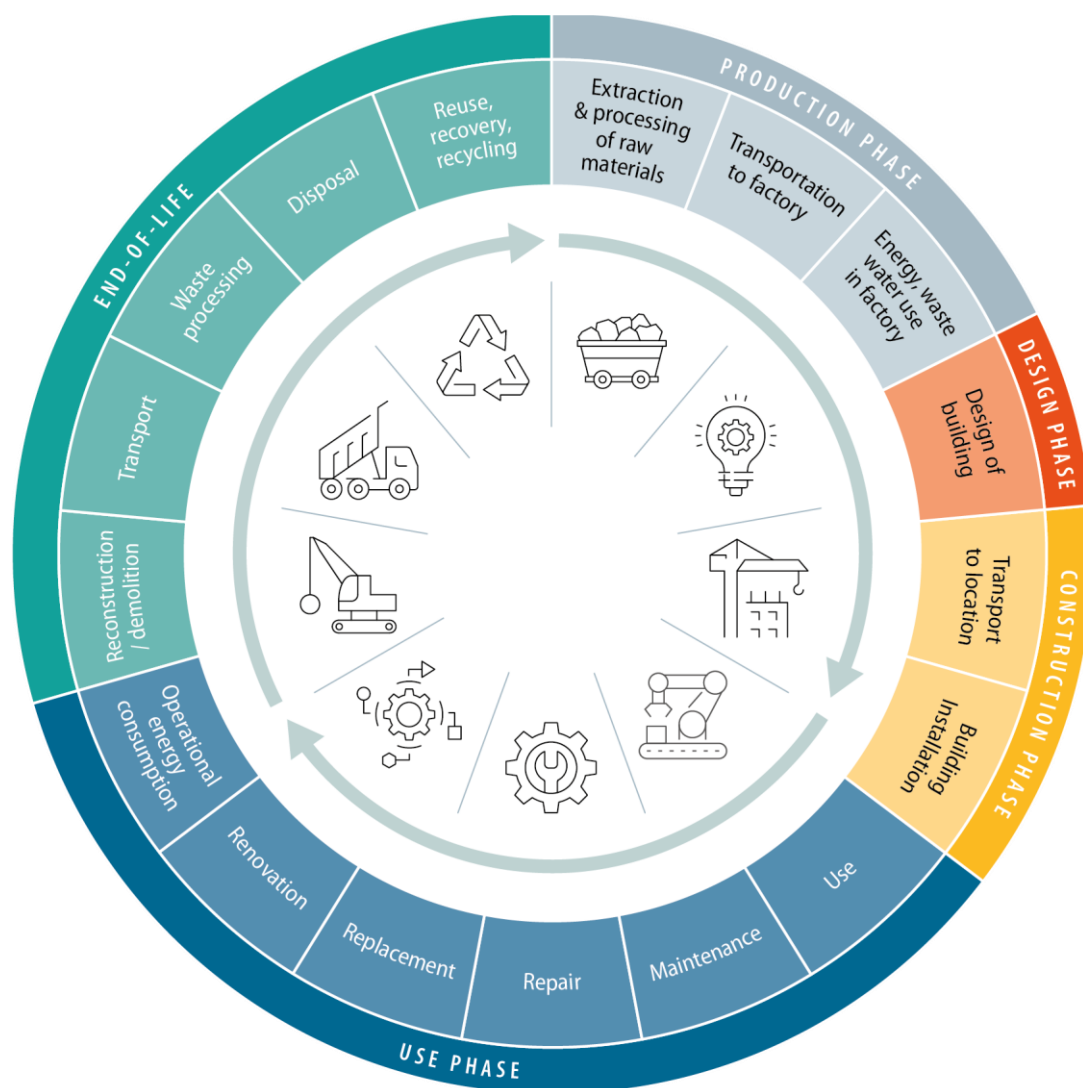 PRODUCTION PHASE
Extraction
& processing
of raw
materials
Transportation
to factory
Energy, waste
water use
in factory
DESIGN PHASE
Design of
building
CONSTRUCTION PHASE
Transport
to location
Building
Installation
USE PHASE
Use
Maintenance
Repair
Replacement
Renovation
Operational
energy
consumption
END-OF-LIFE
Reconstruction
/ demolition
Transport
Waste
processing
Disposal
Reuse,
recovery,
recycling